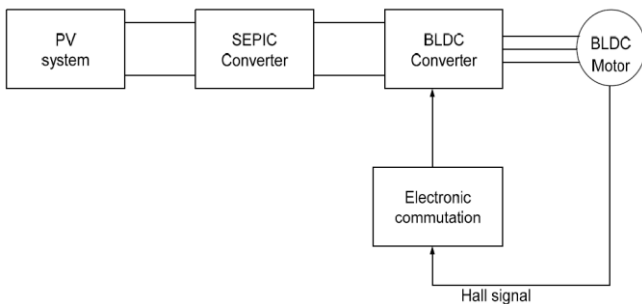 PV
system
SEPIC
Converter
BLDC
Converter
BLDC
Motor
Electronic
commutation
Hall signal